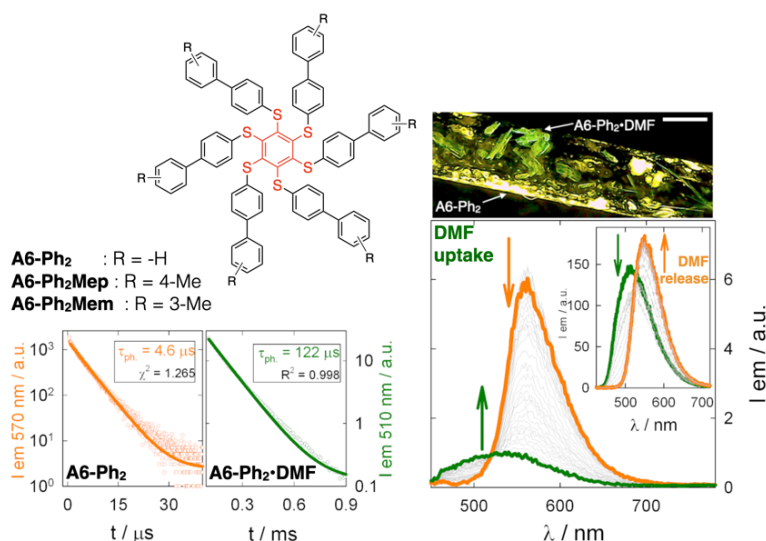 R
R
R
R
R
R
S
S
S
S
S
S
A6-Ph₂ : R = -H
A6-Ph₂Mep : R = 4-Me
A6-Ph₂Mem : R = 3-Me
A6-Ph₂•DMF
A6-Ph₂
DMF
uptake
DMF
release
I em / a.u.
150
100
50
0
500 600 700
λ / nm
6
4
2
0
I em / a.u.
500 600 700
λ / nm
I em 570 nm / a.u.
10³
10²
10¹
10⁰
τph. = 4.6 μs
χ² = 1.265
A6-Ph₂
0 10 20 30
t / μs
τph. = 122 μs
R² = 0.998
A6-Ph₂•DMF
0.3 0.6 0.9
t / ms
10
1
0.1
I em 510 nm / a.u.